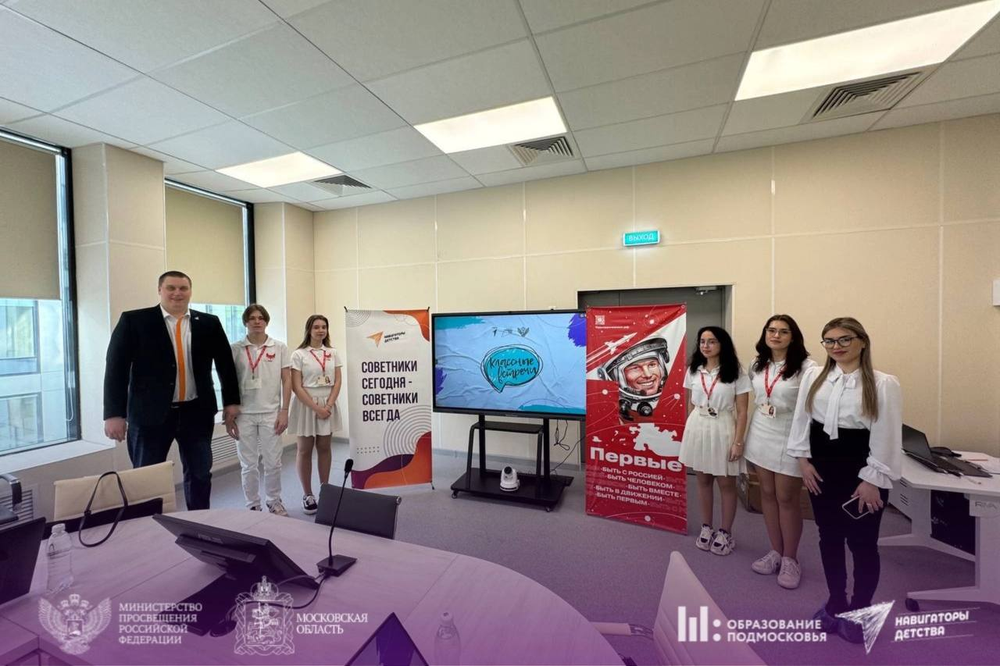 ВЫХОД
НАВИГАТОРЫ
ДЕТСТВА
СОВЕТНИКИ
СЕГОДНЯ -
СОВЕТНИКИ
ВСЕГДА
Классные
встречи
Первые
БЫТЬ С РОССИЕЙ
БЫТЬ ЧЕЛОВЕКОМ
БЫТЬ ВМЕСТЕ
БЫТЬ В ДВИЖЕНИИ
БЫТЬ ПЕРВЫМ
RIVA
МИНИСТЕРСТВО
ПРОСВЕЩЕНИЯ
РОССИЙСКОЙ
ФЕДЕРАЦИИ
МОСКОВСКАЯ
ОБЛАСТЬ
ОБРАЗОВАНИЕ
ПОДМОСКОВЬЯ
НАВИГАТОРЫ
ДЕТСТВА